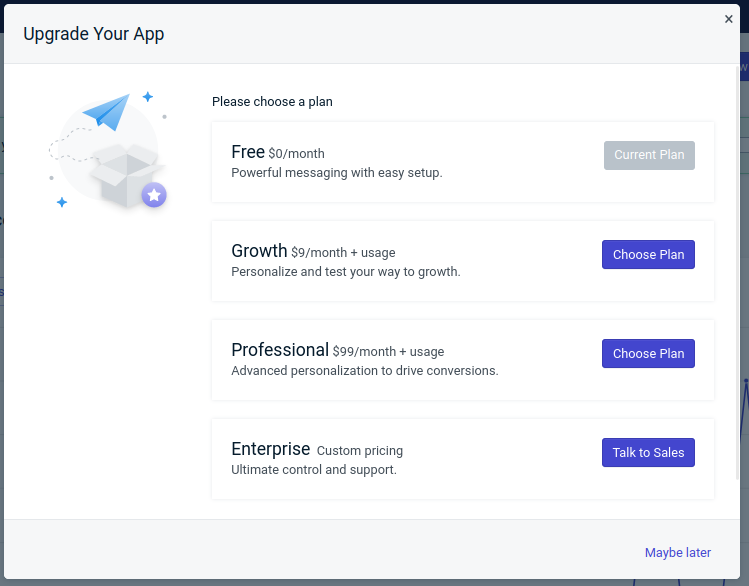 Upgrade Your App
×
Please choose a plan
Free $0/month
Powerful messaging with easy setup.
Current Plan
Growth $9/month + usage
Personalize and test your way to growth.
Choose Plan
Professional $99/month + usage
Advanced personalization to drive conversions.
Choose Plan
Enterprise Custom pricing
Ultimate control and support.
Talk to Sales
Maybe later